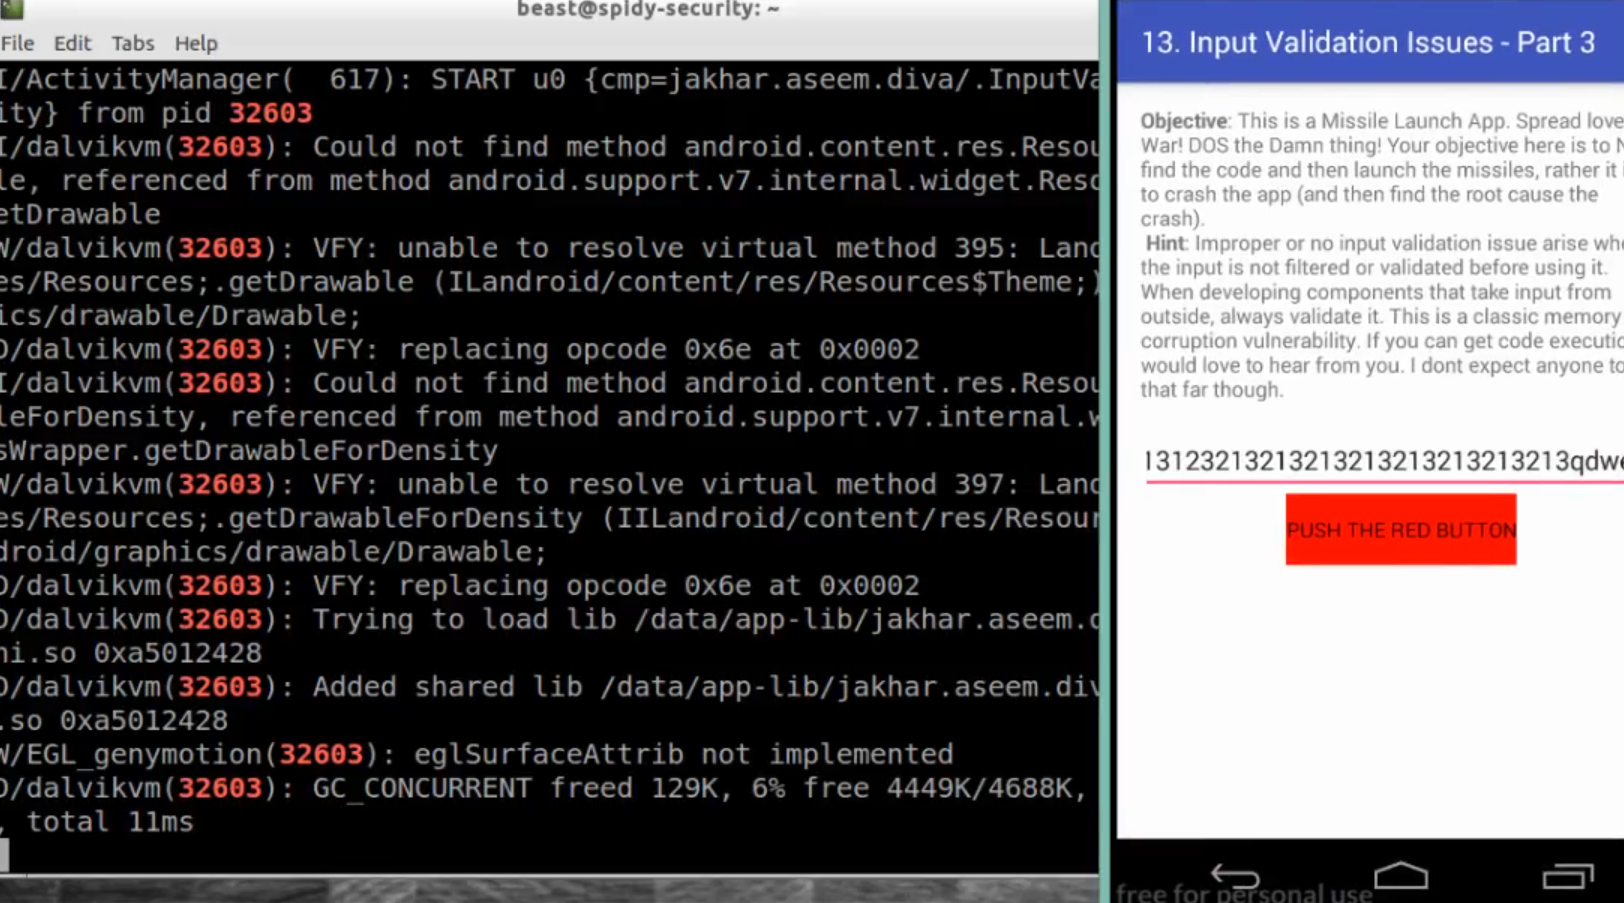 beast@spidy-security: ~
File Edit Tabs Help
I/ActivityManager( 617): START u0 {cmp=jakhar.aseem.diva/.InputVa
ity} from pid 32603
I/dalvikvm(32603): Could not find method android.content.res.Resou
le, referenced from method android.support.v7.internal.widget.Reso
etDrawable
W/dalvikvm(32603): VFY: unable to resolve virtual method 395: Land
es/Resources;.getDrawable (ILandroid/content/res/Resources$Theme;)
ics/drawable/Drawable;
D/dalvikvm(32603): VFY: replacing opcode 0x6e at 0x0002
I/dalvikvm(32603): Could not find method android.content.res.Resou
leForDensity, referenced from method android.support.v7.internal.w
sWrapper.getDrawableForDensity
W/dalvikvm(32603): VFY: unable to resolve virtual method 397: Land
es/Resources;.getDrawableForDensity (IILandroid/content/res/Resour
droid/graphics/drawable/Drawable;
D/dalvikvm(32603): VFY: replacing opcode 0x6e at 0x0002
D/dalvikvm(32603): Trying to load lib /data/app-lib/jakhar.aseem.d
ni.so 0xa5012428
D/dalvikvm(32603): Added shared lib /data/app-lib/jakhar.aseem.div
.so 0xa5012428
W/EGL_genymotion(32603): eglSurfaceAttrib not implemented
D/dalvikvm(32603): GC_CONCURRENT freed 129K, 6% free 4449K/4688K,
, total 11ms
13. Input Validation Issues - Part 3
Objective: This is a Missile Launch App. Spread love
War! DOS the Damn thing! Your objective here is to N
find the code and then launch the missiles, rather it i
to crash the app (and then find the root cause the
crash).
Hint: Improper or no input validation issue arise whe
the input is not filtered or validated before using it.
When developing components that take input from
outside, always validate it. This is a classic memory
corruption vulnerability. If you can get code executio
would love to hear from you. I dont expect anyone to
that far though.
13123213213213213213213213213qdwe
PUSH THE RED BUTTON
free for personal use